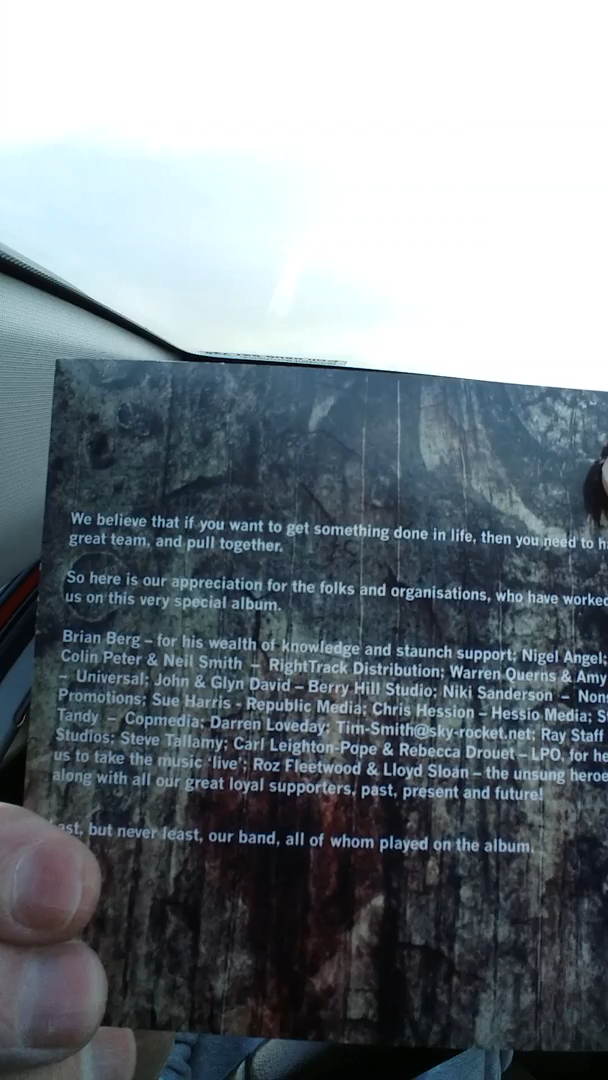 We believe that if you want to get something done in life, then you need to
great team, and pull together.
So here is our appreciation for the folks and organisations, who have worked
us on this very special album.
Brian Berg – for his wealth of knowledge and staunch support; Nigel Angel;
Colin Peter & Neil Smith – RightTrack Distribution; Warren Querns & Amy
– Universal; John & Glyn David – Berry Hill Studio; Niki Sanderson –
Promotions; Sue Harris - Republic Media; Chris Hession – Hessio Media;
Tandy – Copmedia; Darren Loveday; Tim-Smith@sky-rocket.net; Ray Staff
Studios; Steve Tallamy; Carl Leighton-Pope & Rebecca Drouet – LPO, for
us to take the music ‘live’; Roz Fleetwood & Lloyd Sloan – the unsung
along with all our great loyal supporters, past, present and future!
but never least, our band, all of whom played on the album.